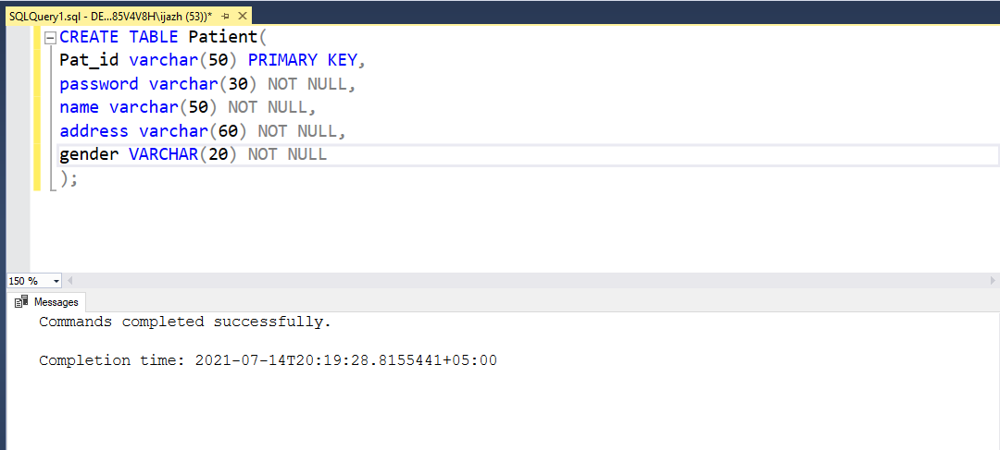 SQLQuery1.sql - DE...85V4V8H\ijazh (53))*
CREATE TABLE Patient(
Pat_id varchar(50) PRIMARY KEY,
password varchar(30) NOT NULL,
name varchar(50) NOT NULL,
address varchar(60) NOT NULL,
gender VARCHAR(20) NOT NULL
);
150 %
Messages
Commands completed successfully.
Completion time: 2021-07-14T20:19:28.8155441+05:00